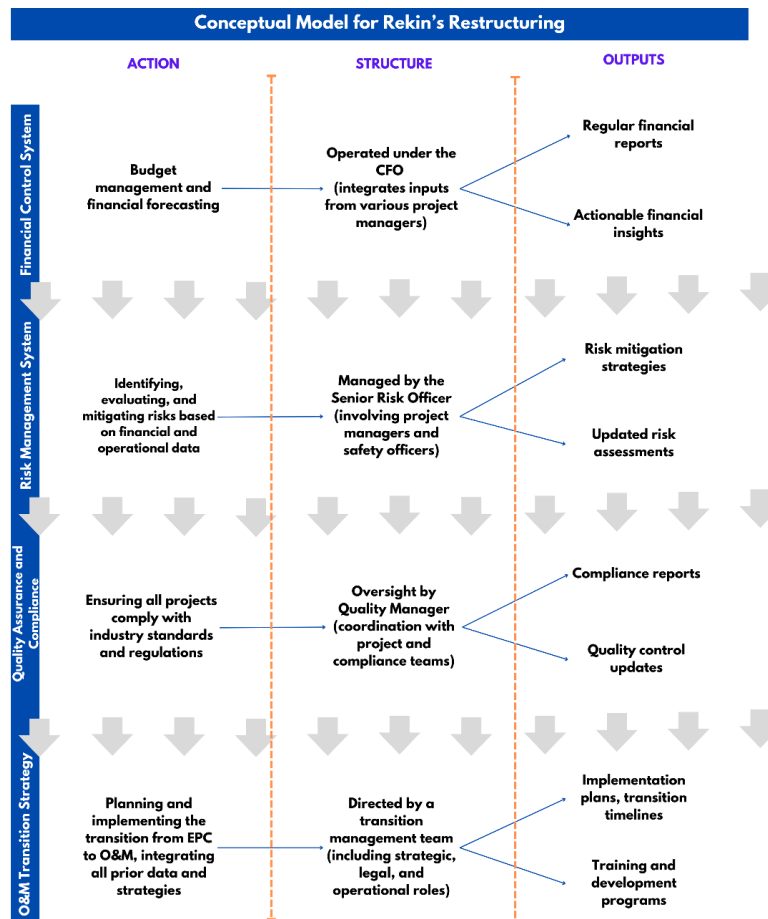 Conceptual Model for Rekin's Restructuring
ACTION
STRUCTURE
OUTPUTS
Financial Control System
Budget
management and
financial forecasting
Operated under the
CFO
(integrates inputs
from various project
managers)
Regular financial
reports
Actionable financial
insights
Risk Management System
Identifying,
evaluating, and
mitigating risks based
on financial and
operational data
Managed by the
Senior Risk Officer
(involving project
managers and
safety officers)
Risk mitigation
strategies
Updated risk
assessments
Quality Assurance and
Compliance
Ensuring all projects
comply with
industry standards
and regulations
Oversight by
Quality Manager
(coordination with
project and
compliance teams)
Compliance reports
Quality control
updates
O&M Transition Strategy
Planning and
implementing the
transition from EPC
to O&M, integrating
all prior data and
strategies
Directed by a
transition
management team
(including strategic,
legal, and
operational roles)
Implementation
plans, transition
timelines
Training and
development
programs